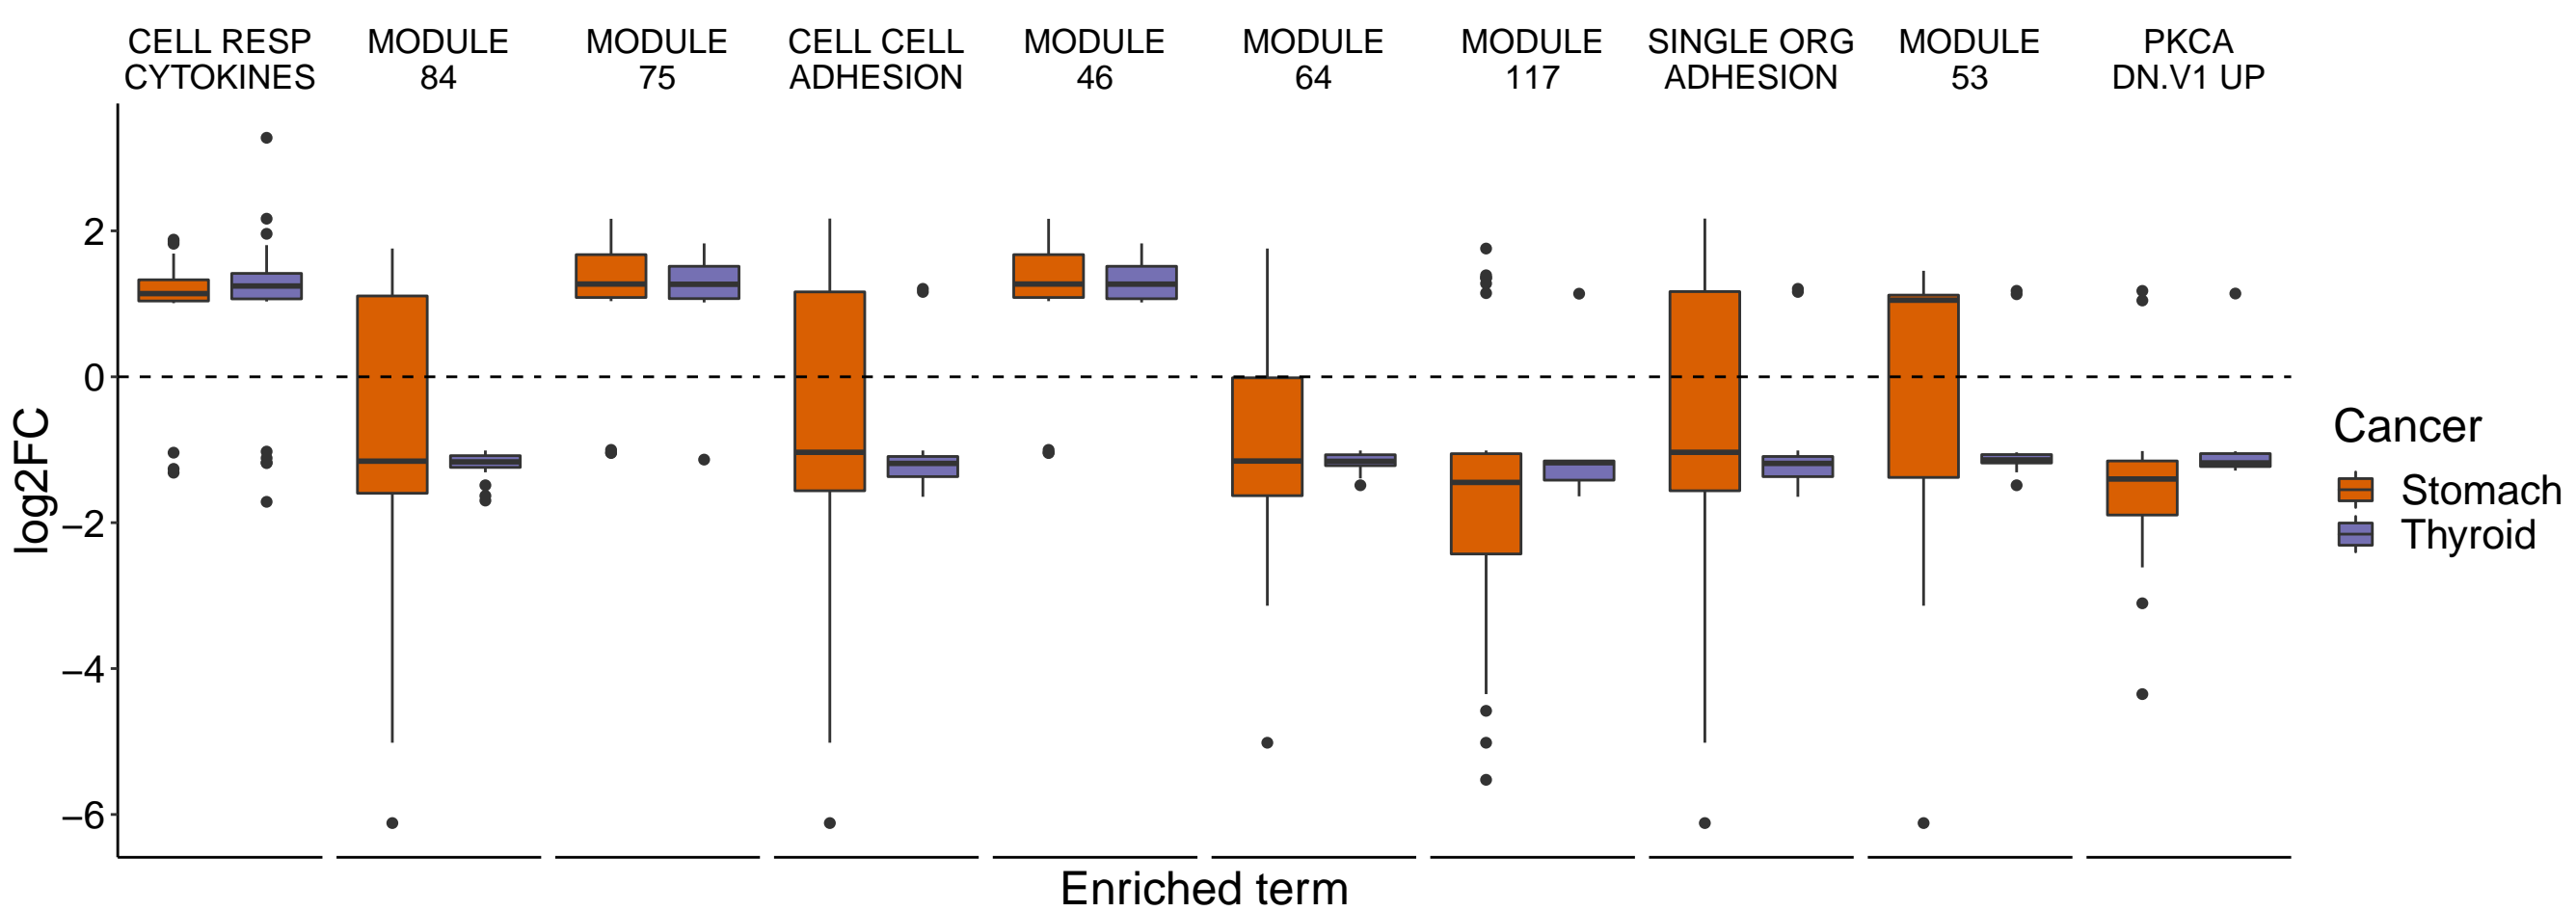 CELL RESP
CYTOKINES
MODULE
84
MODULE
75
CELL CELL
ADHESION
MODULE
46
MODULE
64
MODULE
117
SINGLE ORG
ADHESION
MODULE
53
PKCA
DN.V1 UP
log2FC
2
0
−2
−4
−6
Enriched term
Cancer
Stomach
Thyroid